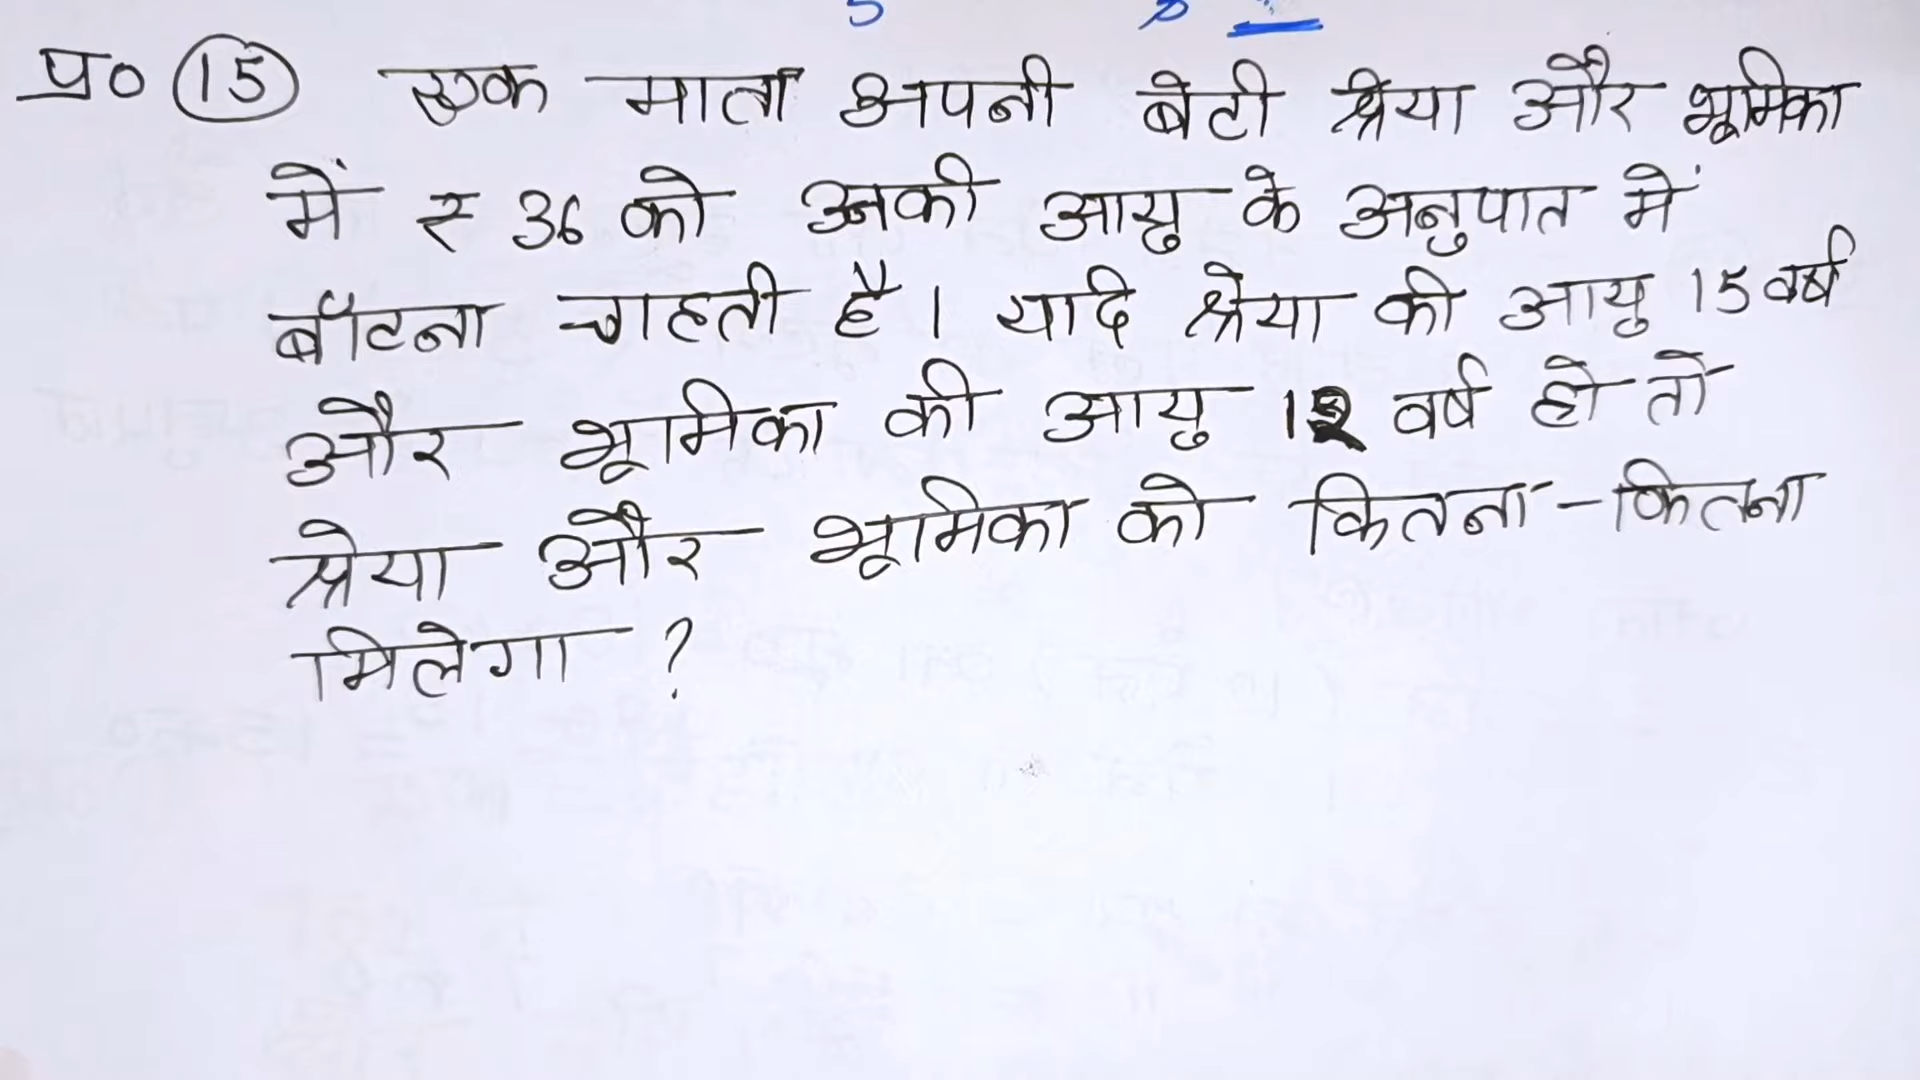 प्र० 15 एक माता अपनी बेटी श्रेया और भूमिका
में ₹ 36 को उनकी आयु के अनुपात में
बाँटना चाहती है । यदि श्रेया की आयु 15 वर्ष
और भूमिका की आयु 12 वर्ष हो तो
श्रेया और भूमिका को कितना - कितना
मिलेगा ?